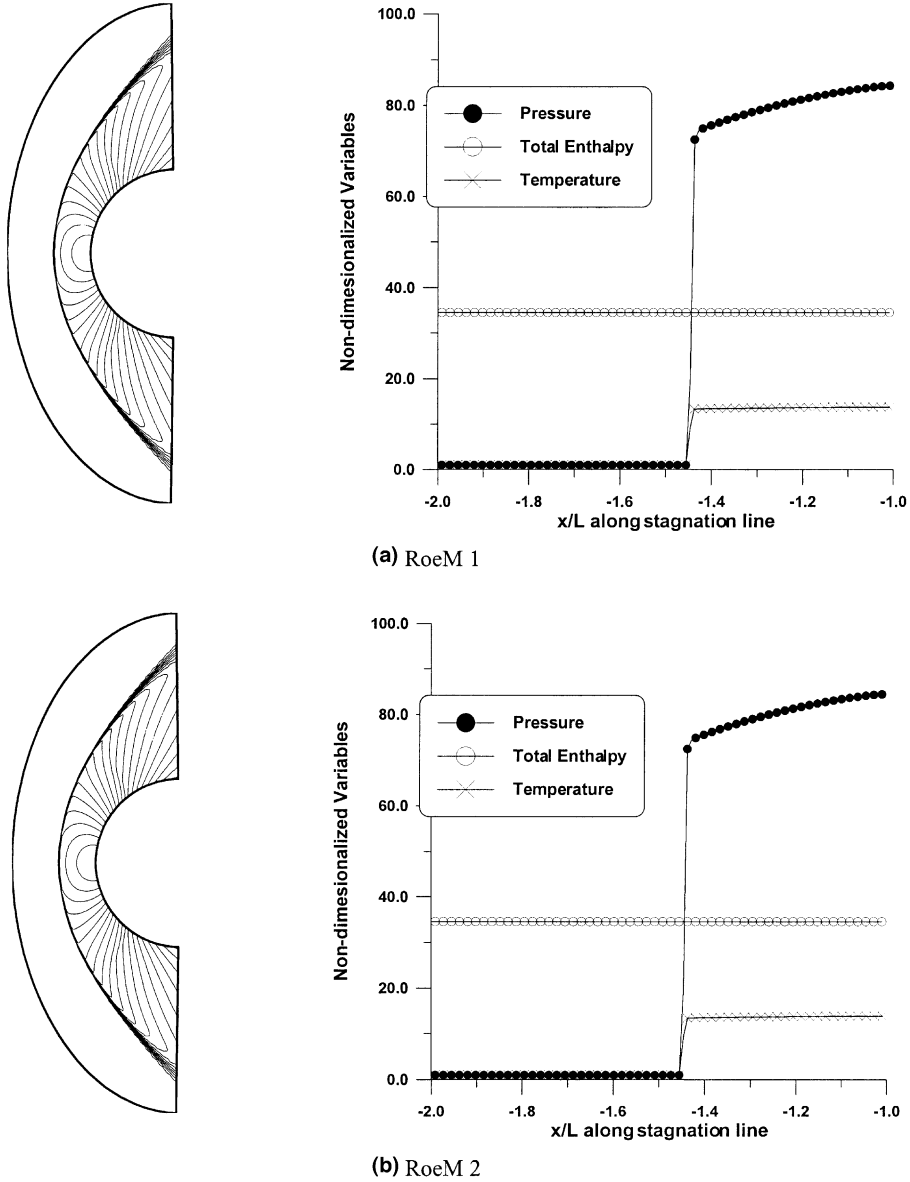 100.0
80.0
60.0
40.0
20.0
0.0
Non-dimesionalized Variables
Pressure
Total Enthalpy
Temperature
-2.0 -1.8 -1.6 -1.4 -1.2 -1.0
x/L along stagnation line
(a) RoeM 1
100.0
80.0
60.0
40.0
20.0
0.0
Non-dimesionalized Variables
Pressure
Total Enthalpy
Temperature
-2.0 -1.8 -1.6 -1.4 -1.2 -1.0
x/L along stagnation line
(b) RoeM 2